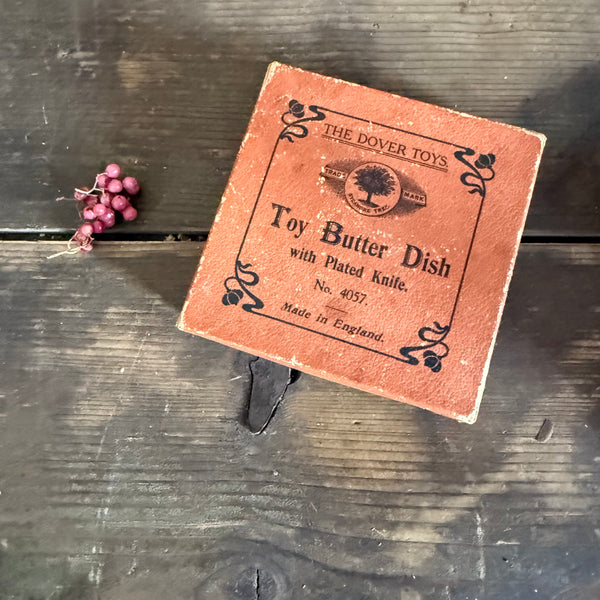 THE DOVER TOYS.
TRADE MARK
Toy Butter Dish
with Plated Knife.
No. 4057.
Made in England.